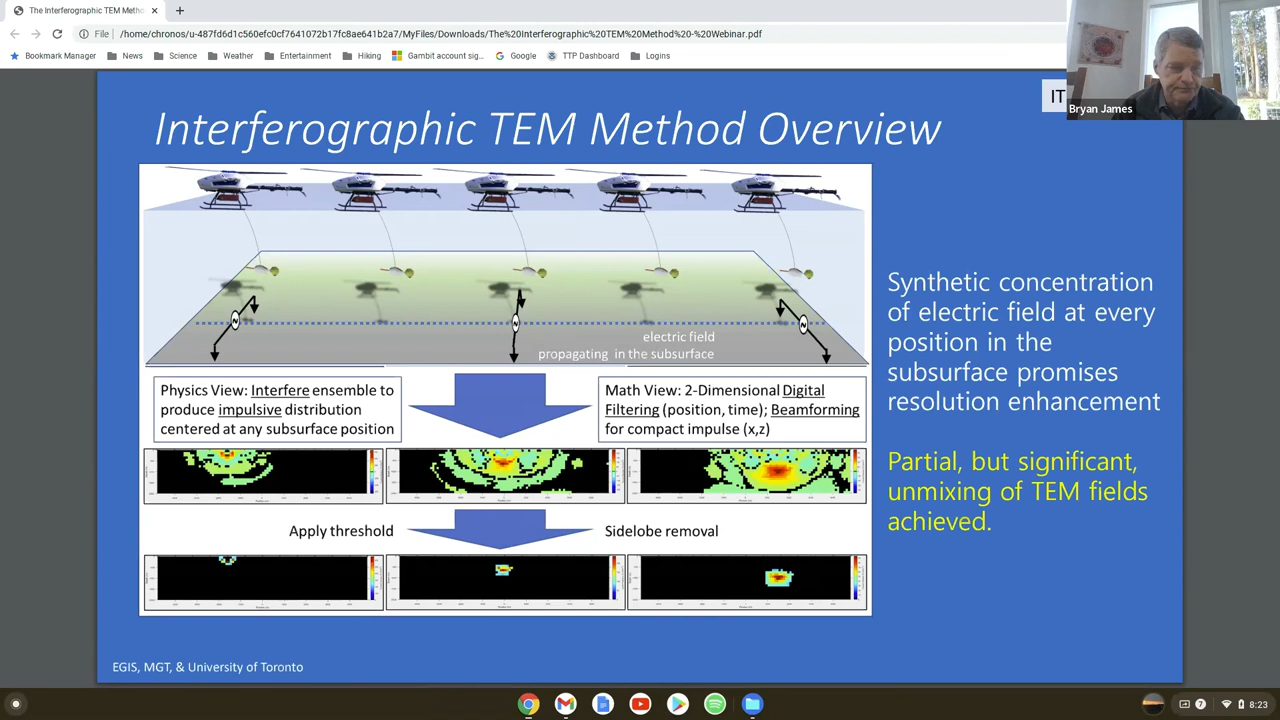 The Interferographic TEM Metho
File
/home/chronos/u-487fd6d1c560efc0cf7641072b17fc8ae641b2a7/MyFiles/Downloads/The%20Interferographic%20TEM%20Method%20-%20Webinar.pdf
Bookmark Manager News Science Weather Entertainment Hiking Gambit account sig... Google TTP Dashboard Logins
IT
Bryan James
Interferographic TEM Method Overview
electric field
propagating in the subsurface
Physics View: Interfere ensemble to
produce impulsive distribution
centered at any subsurface position
Math View: 2-Dimensional Digital
Filtering (position, time); Beamforming
for compact impulse (x,z)
Apply threshold
Sidelobe removal
Synthetic concentration
of electric field at every
position in the
subsurface promises
resolution enhancement
Partial, but significant,
unmixing of TEM fields
achieved.
EGIS, MGT, & University of Toronto
7
8:23